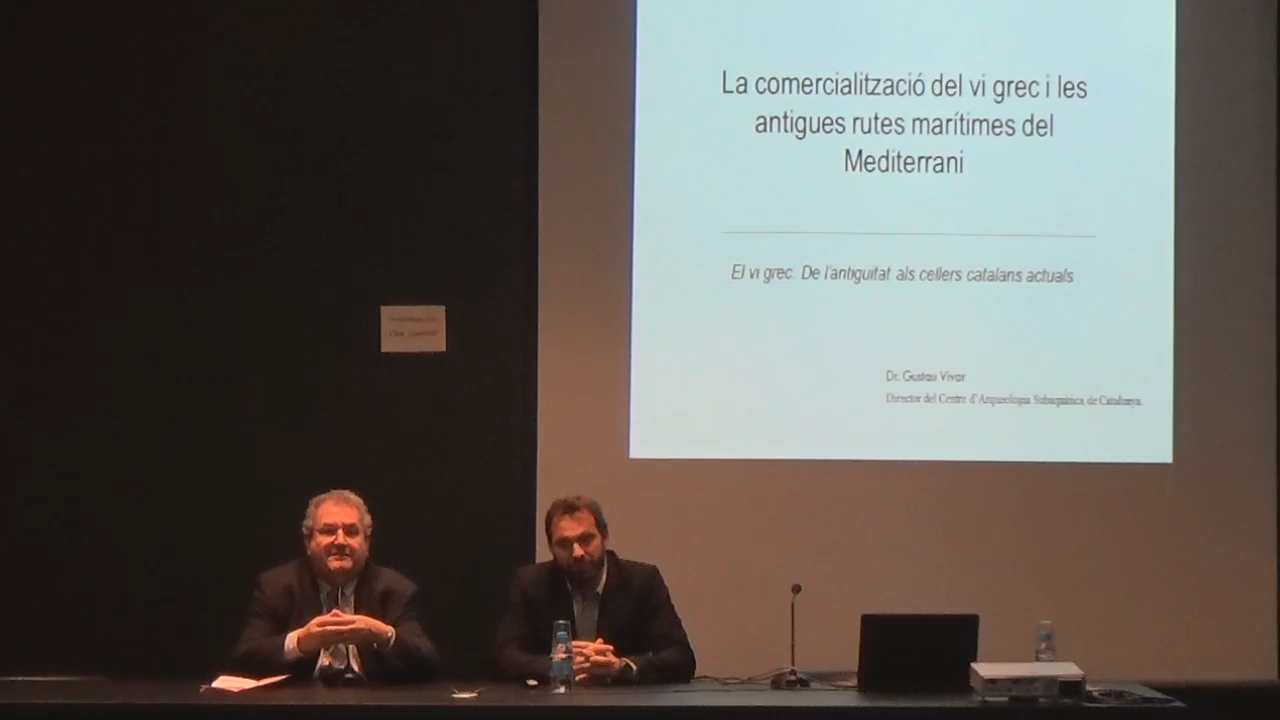 La comercialització del vi grec i les
antigues rutes marítimes del
Mediterrani
El vi grec. De l'antiguitat als cellers catalans actuals
Dr. Gustau Vivar
Director del Centre d'Arqueologia Subaquàtica de Catalunya.